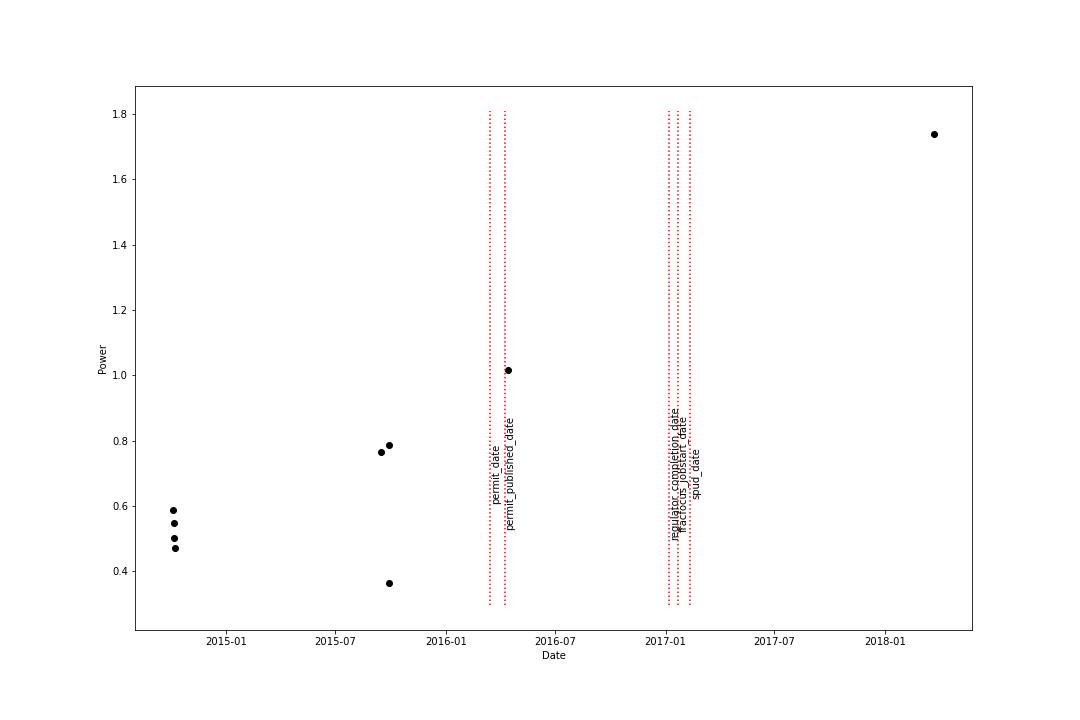 1.8
1.6
1.4
1.2
1.0
0.8
0.6
0.4
Power
permit_date
permit_published_date
regulator_completion_date
fracfocus_jobstart_date
spud_date
2015-01
2015-07
2016-01
2016-07
2017-01
2017-07
2018-01
Date